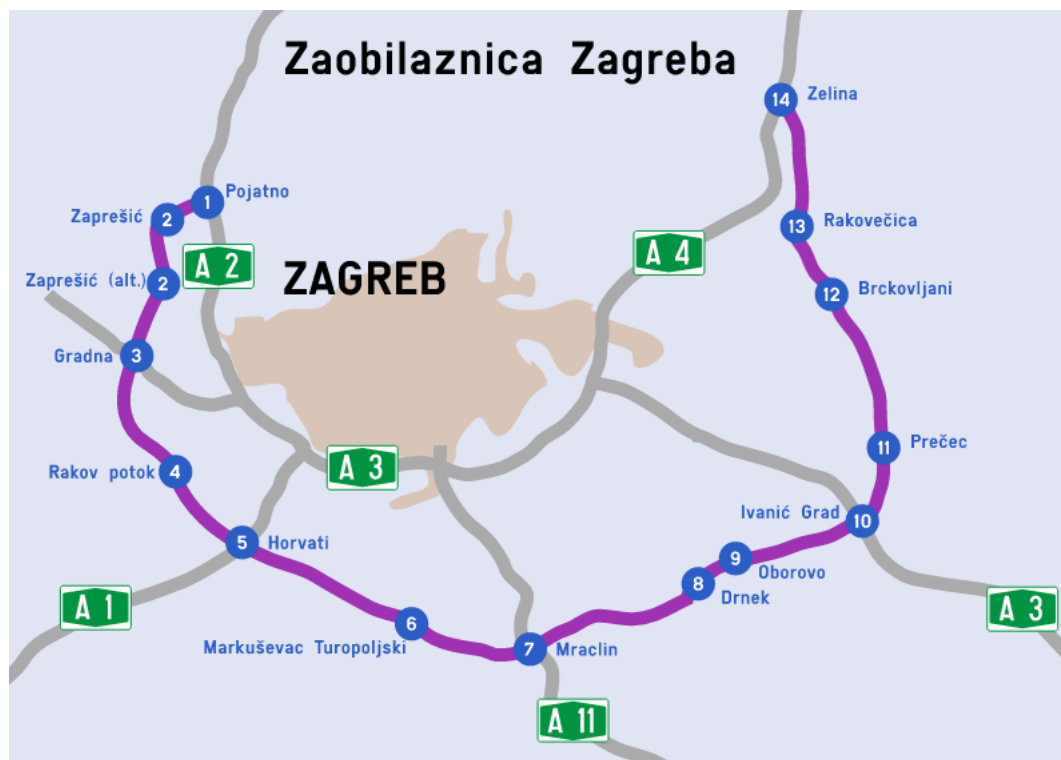 Zaobilaznica Zagreba
14 Zelina
1 Pojatno
Zaprešić 2
13 Rakovečica
A 2
A 4
ZAGREB
Zaprešić (alt.) 2
12 Brckovljani
Gradna 3
11 Prečec
A 3
Rakov potok 4
Ivanić Grad 10
5 Horvati
9 Oborovo
8 Drnek
A 1
A 3
6 Markuševac Turopoljski
7 Mraclin
A 11